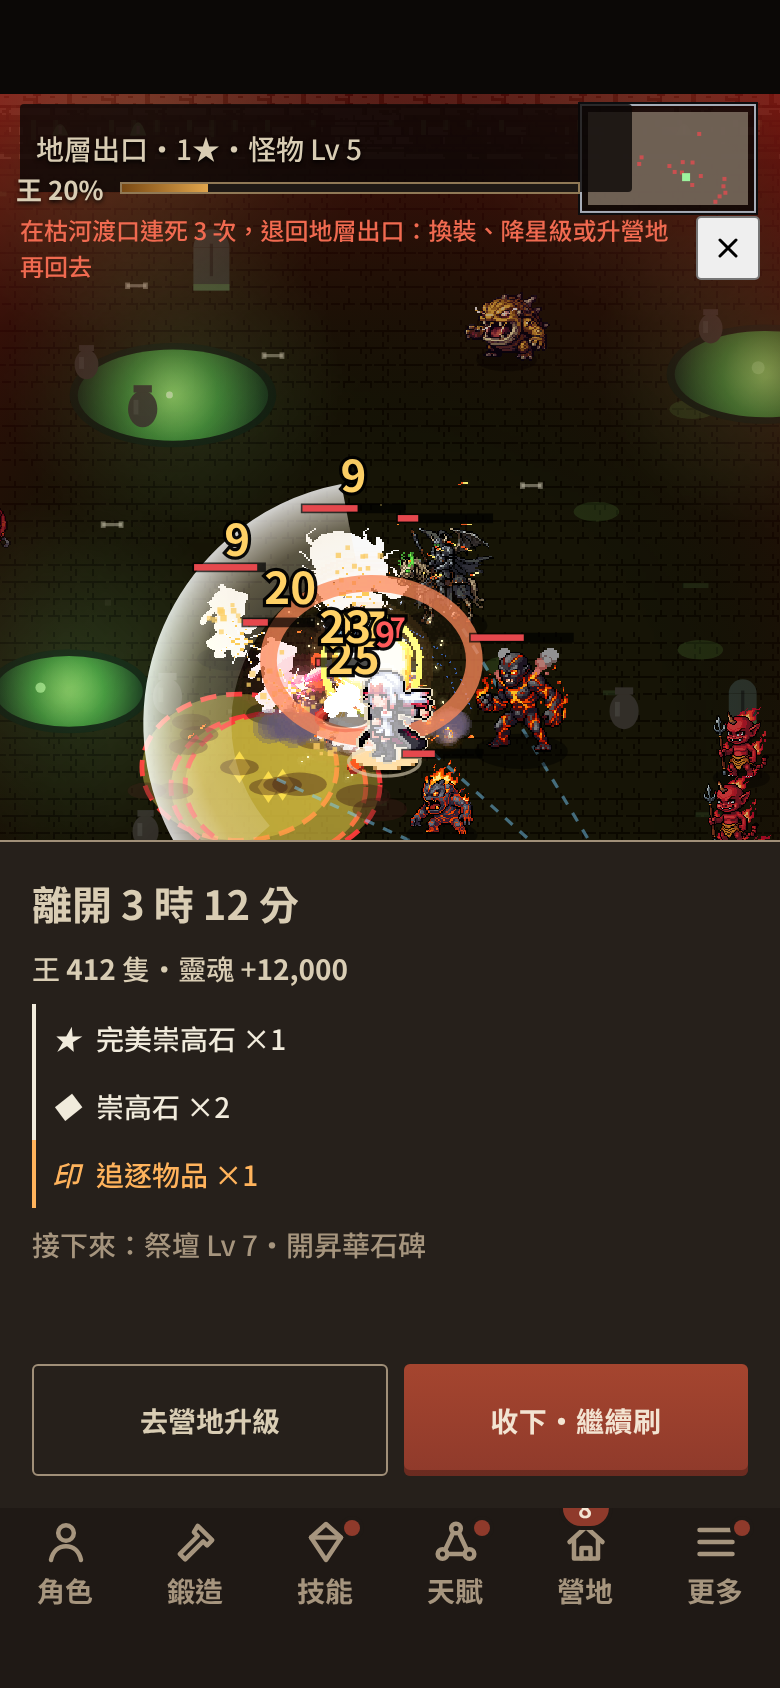 地層出口・1★・怪物 Lv 5
王 20%
在枯河渡口連死 3 次，退回地層出口：換裝、降星級或升營地
再回去
9
9
20
237
97
25
離開 3 時 12 分
王 412 隻・靈魂 +12,000
★ 完美崇高石 ×1
◆ 崇高石 ×2
印 追逐物品 ×1
接下來：祭壇 Lv 7・開昇華石碑
去營地升級
收下・繼續刷
8
角色
鍛造
技能
天賦
營地
更多